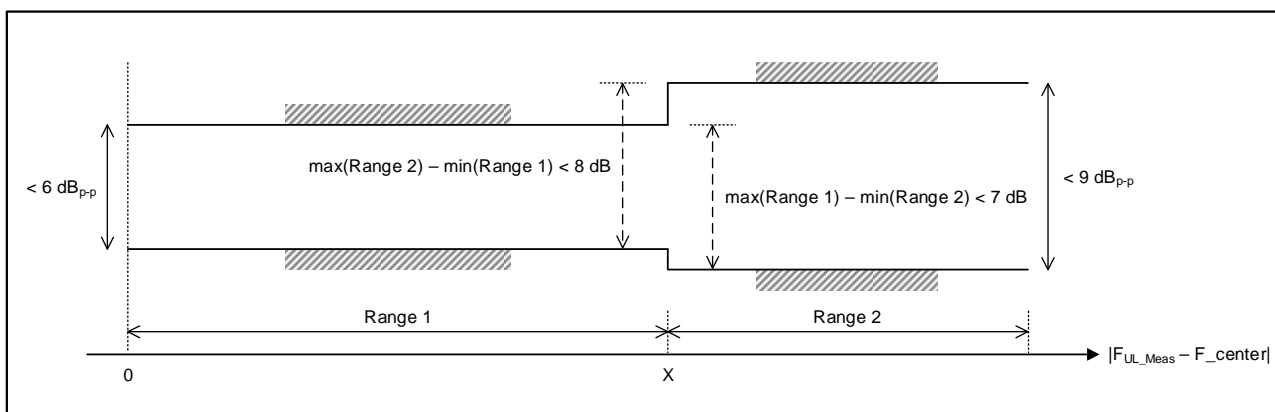 max(Range 2) – min(Range 1) < 8 dB
< 6 dBp-p
max(Range 1) – min(Range 2) < 7 dB
< 9 dBp-p
Range 1
Range 2
|FUL_Meas – F_center|
0
X